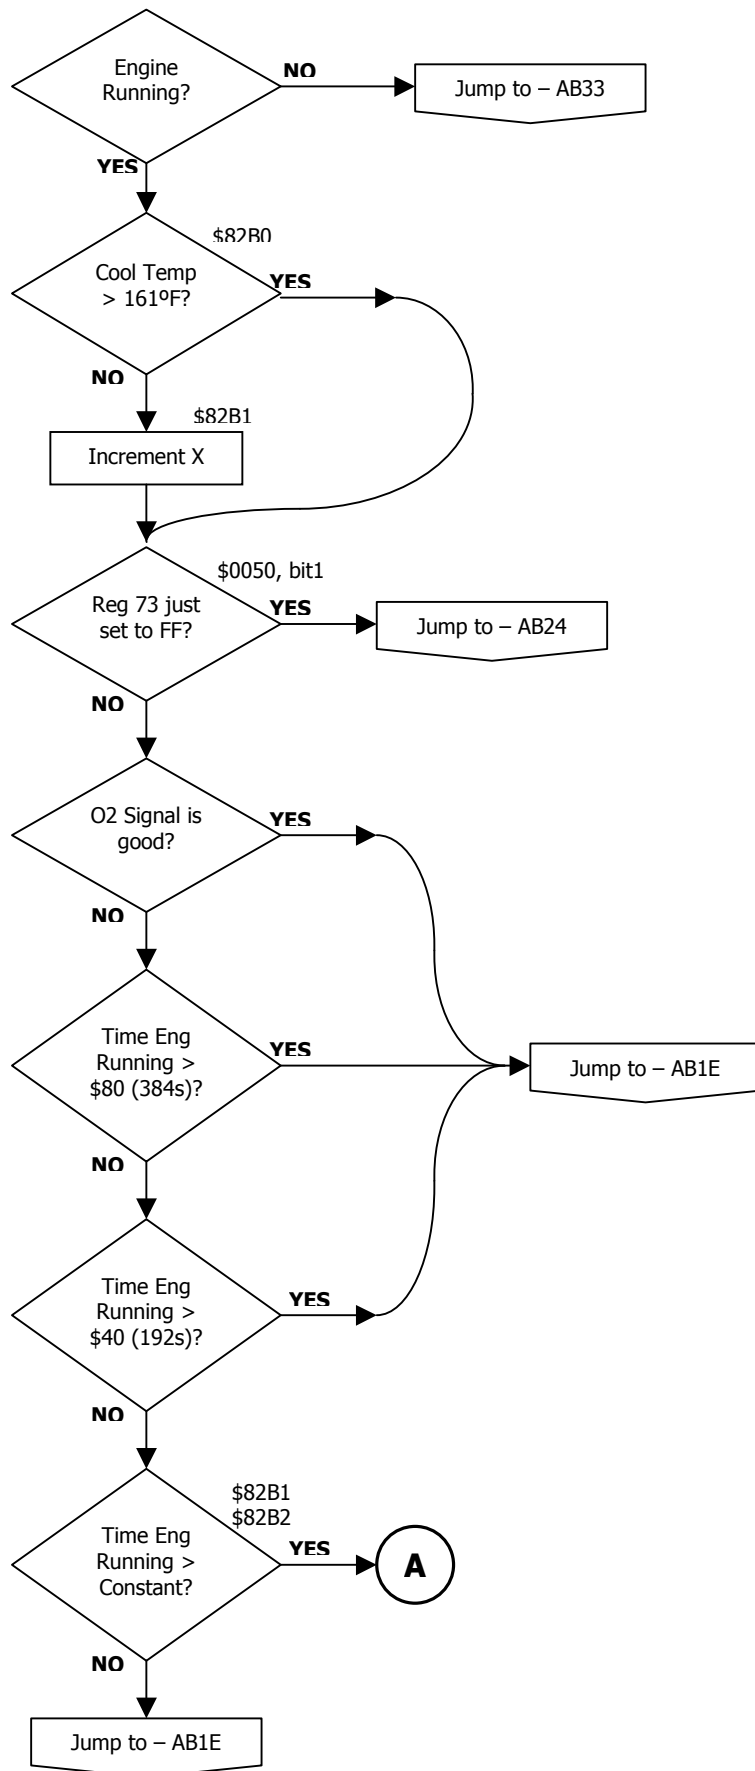 Engine
Running?
NO
Jump to – AB33
YES
$82B0
Cool Temp
> 161ºF?
YES
NO
$82B1
Increment X
$0050, bit1
Reg 73 just
set to FF?
YES
Jump to – AB24
NO
O2 Signal is
good?
YES
NO
Time Eng
Running >
$80 (384s)?
YES
Jump to – AB1E
NO
Time Eng
Running >
$40 (192s)?
YES
NO
$82B1
$82B2
Time Eng
Running >
Constant?
YES
A
NO
Jump to – AB1E